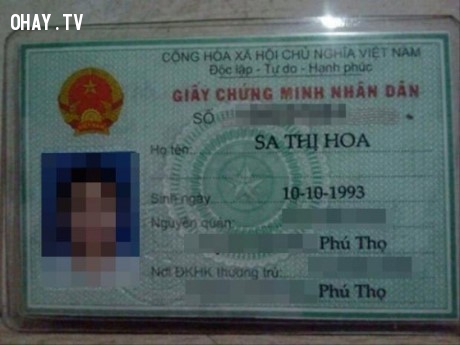 OHAY.TV
CỘNG HÒA XÃ HỘI CHỦ NGHĨA VIỆT NAM
Độc lập - Tự do - Hạnh phúc
GIẤY CHỨNG MINH NHÂN DÂN
SỐ
Họ tên: SA THỊ HOA
Sinh ngày 10-10-1993
Nguyên quán:
Phú Thọ
Nơi ĐKHK thường trú:
Phú Thọ
OHAY.TV